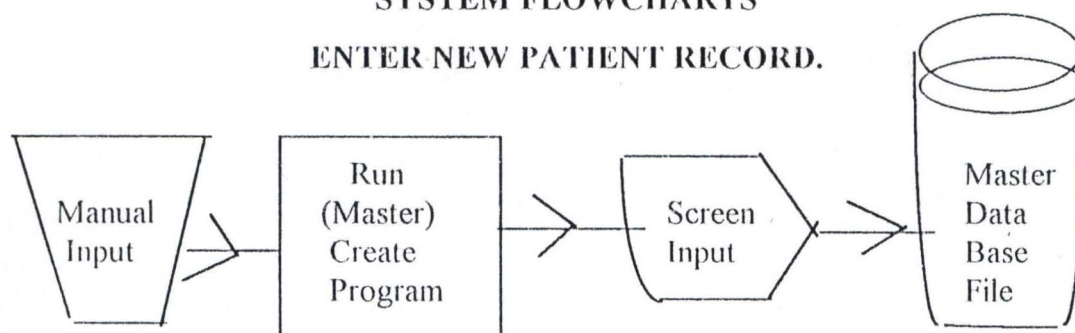 SYSTEM FLOWCHARTS
ENTER NEW PATIENT RECORD.
Manual
Input
Run
(Master)
Create
Program
Screen
Input
Master
Data
Base
File